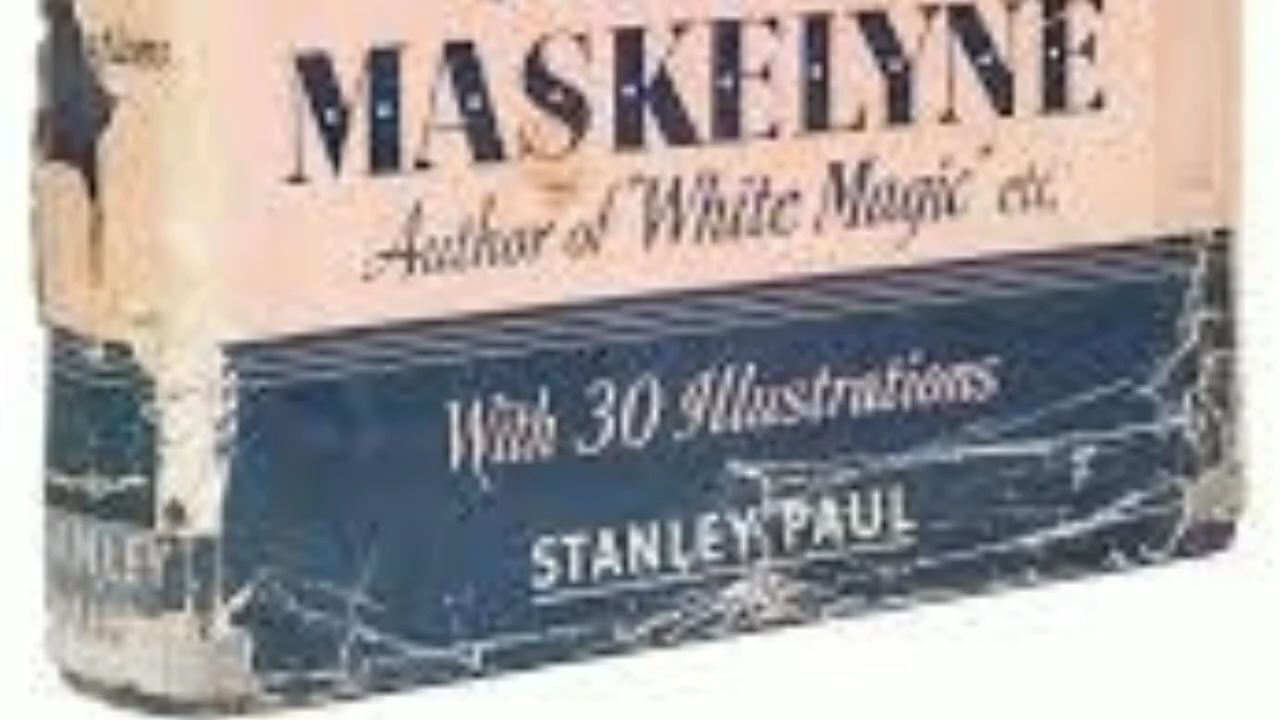 MASKELYNE
Author of "White Magic" etc.
With 30 Illustrations
STANLEY PAUL